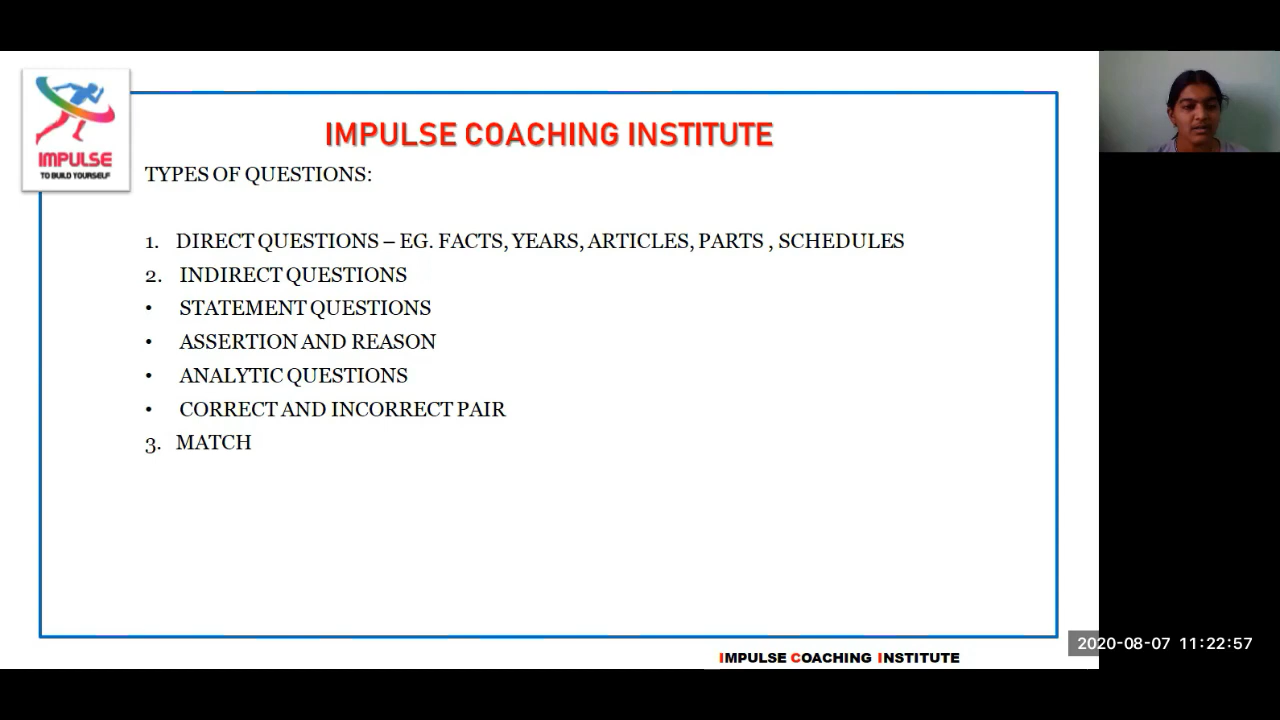 IMPULSE
TO BUILD YOURSELF
IMPULSE COACHING INSTITUTE
TYPES OF QUESTIONS:
1. DIRECT QUESTIONS – EG. FACTS, YEARS, ARTICLES, PARTS , SCHEDULES
2. INDIRECT QUESTIONS
• STATEMENT QUESTIONS
• ASSERTION AND REASON
• ANALYTIC QUESTIONS
• CORRECT AND INCORRECT PAIR
3. MATCH
2020-08-07 11:22:57
IMPULSE COACHING INSTITUTE